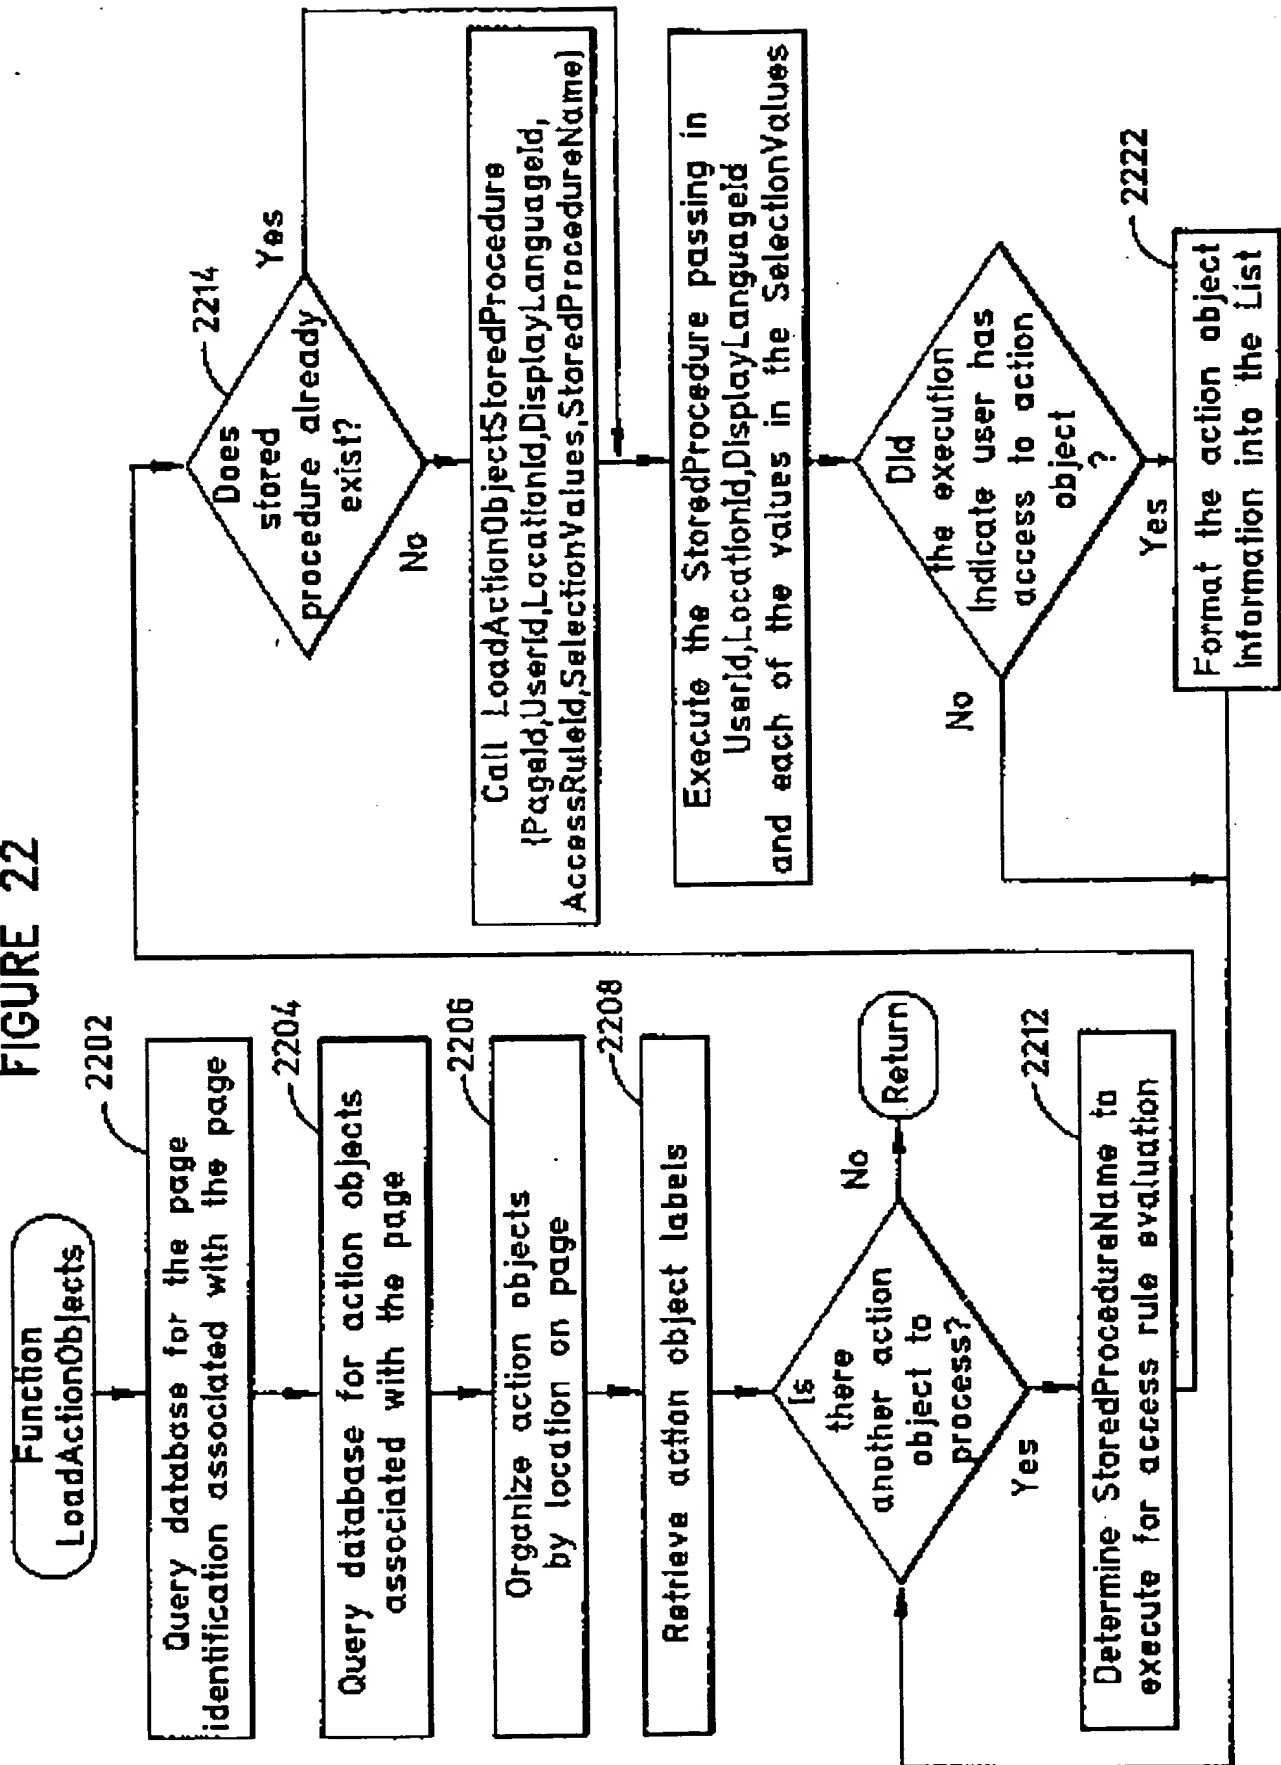 FIGURE 22
Function
LoadActionObjects
2202
Query database for the page
identification associated with the page
2204
Query database for action objects
associated with the page
2206
Organize action objects
by location on page
2208
Retrieve action object labels
Is
there
another action
object to
process?
No
Return
Yes
2212
Determine StoredProcedureName to
execute for access rule evaluation
2214
Does
stored
procedure already
exist?
Yes
No
Call LoadActionObjectStoredProcedure
(PageId,UserId,LocationId,DisplayLanguageId,
AccessRuleId,SelectionValues,StoredProcedureName)
Execute the StoredProcedure passing in
UserId,LocationId,DisplayLanguageId
and each of the values in the SelectionValues
Did
the execution
indicate user has
access to action
object
?
No
Yes
2222
Format the action object
information into the List